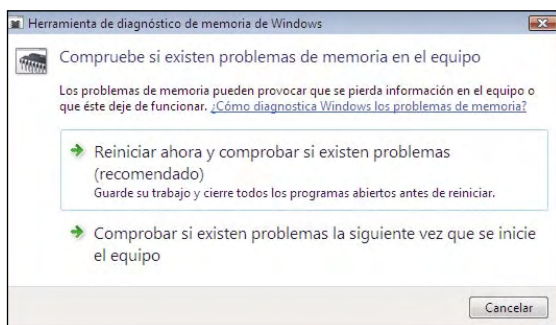 Herramienta de diagnóstico de memoria de Windows
Compruebe si existen problemas de memoria en el equipo
Los problemas de memoria pueden provocar que se pierda información en el equipo o
que éste deje de funcionar. ¿Cómo diagnostica Windows los problemas de memoria?
Reiniciar ahora y comprobar si existen problemas
(recomendado)
Guarde su trabajo y cierre todos los programas abiertos antes de reiniciar.
Comprobar si existen problemas la siguiente vez que se inicie
el equipo
Cancelar